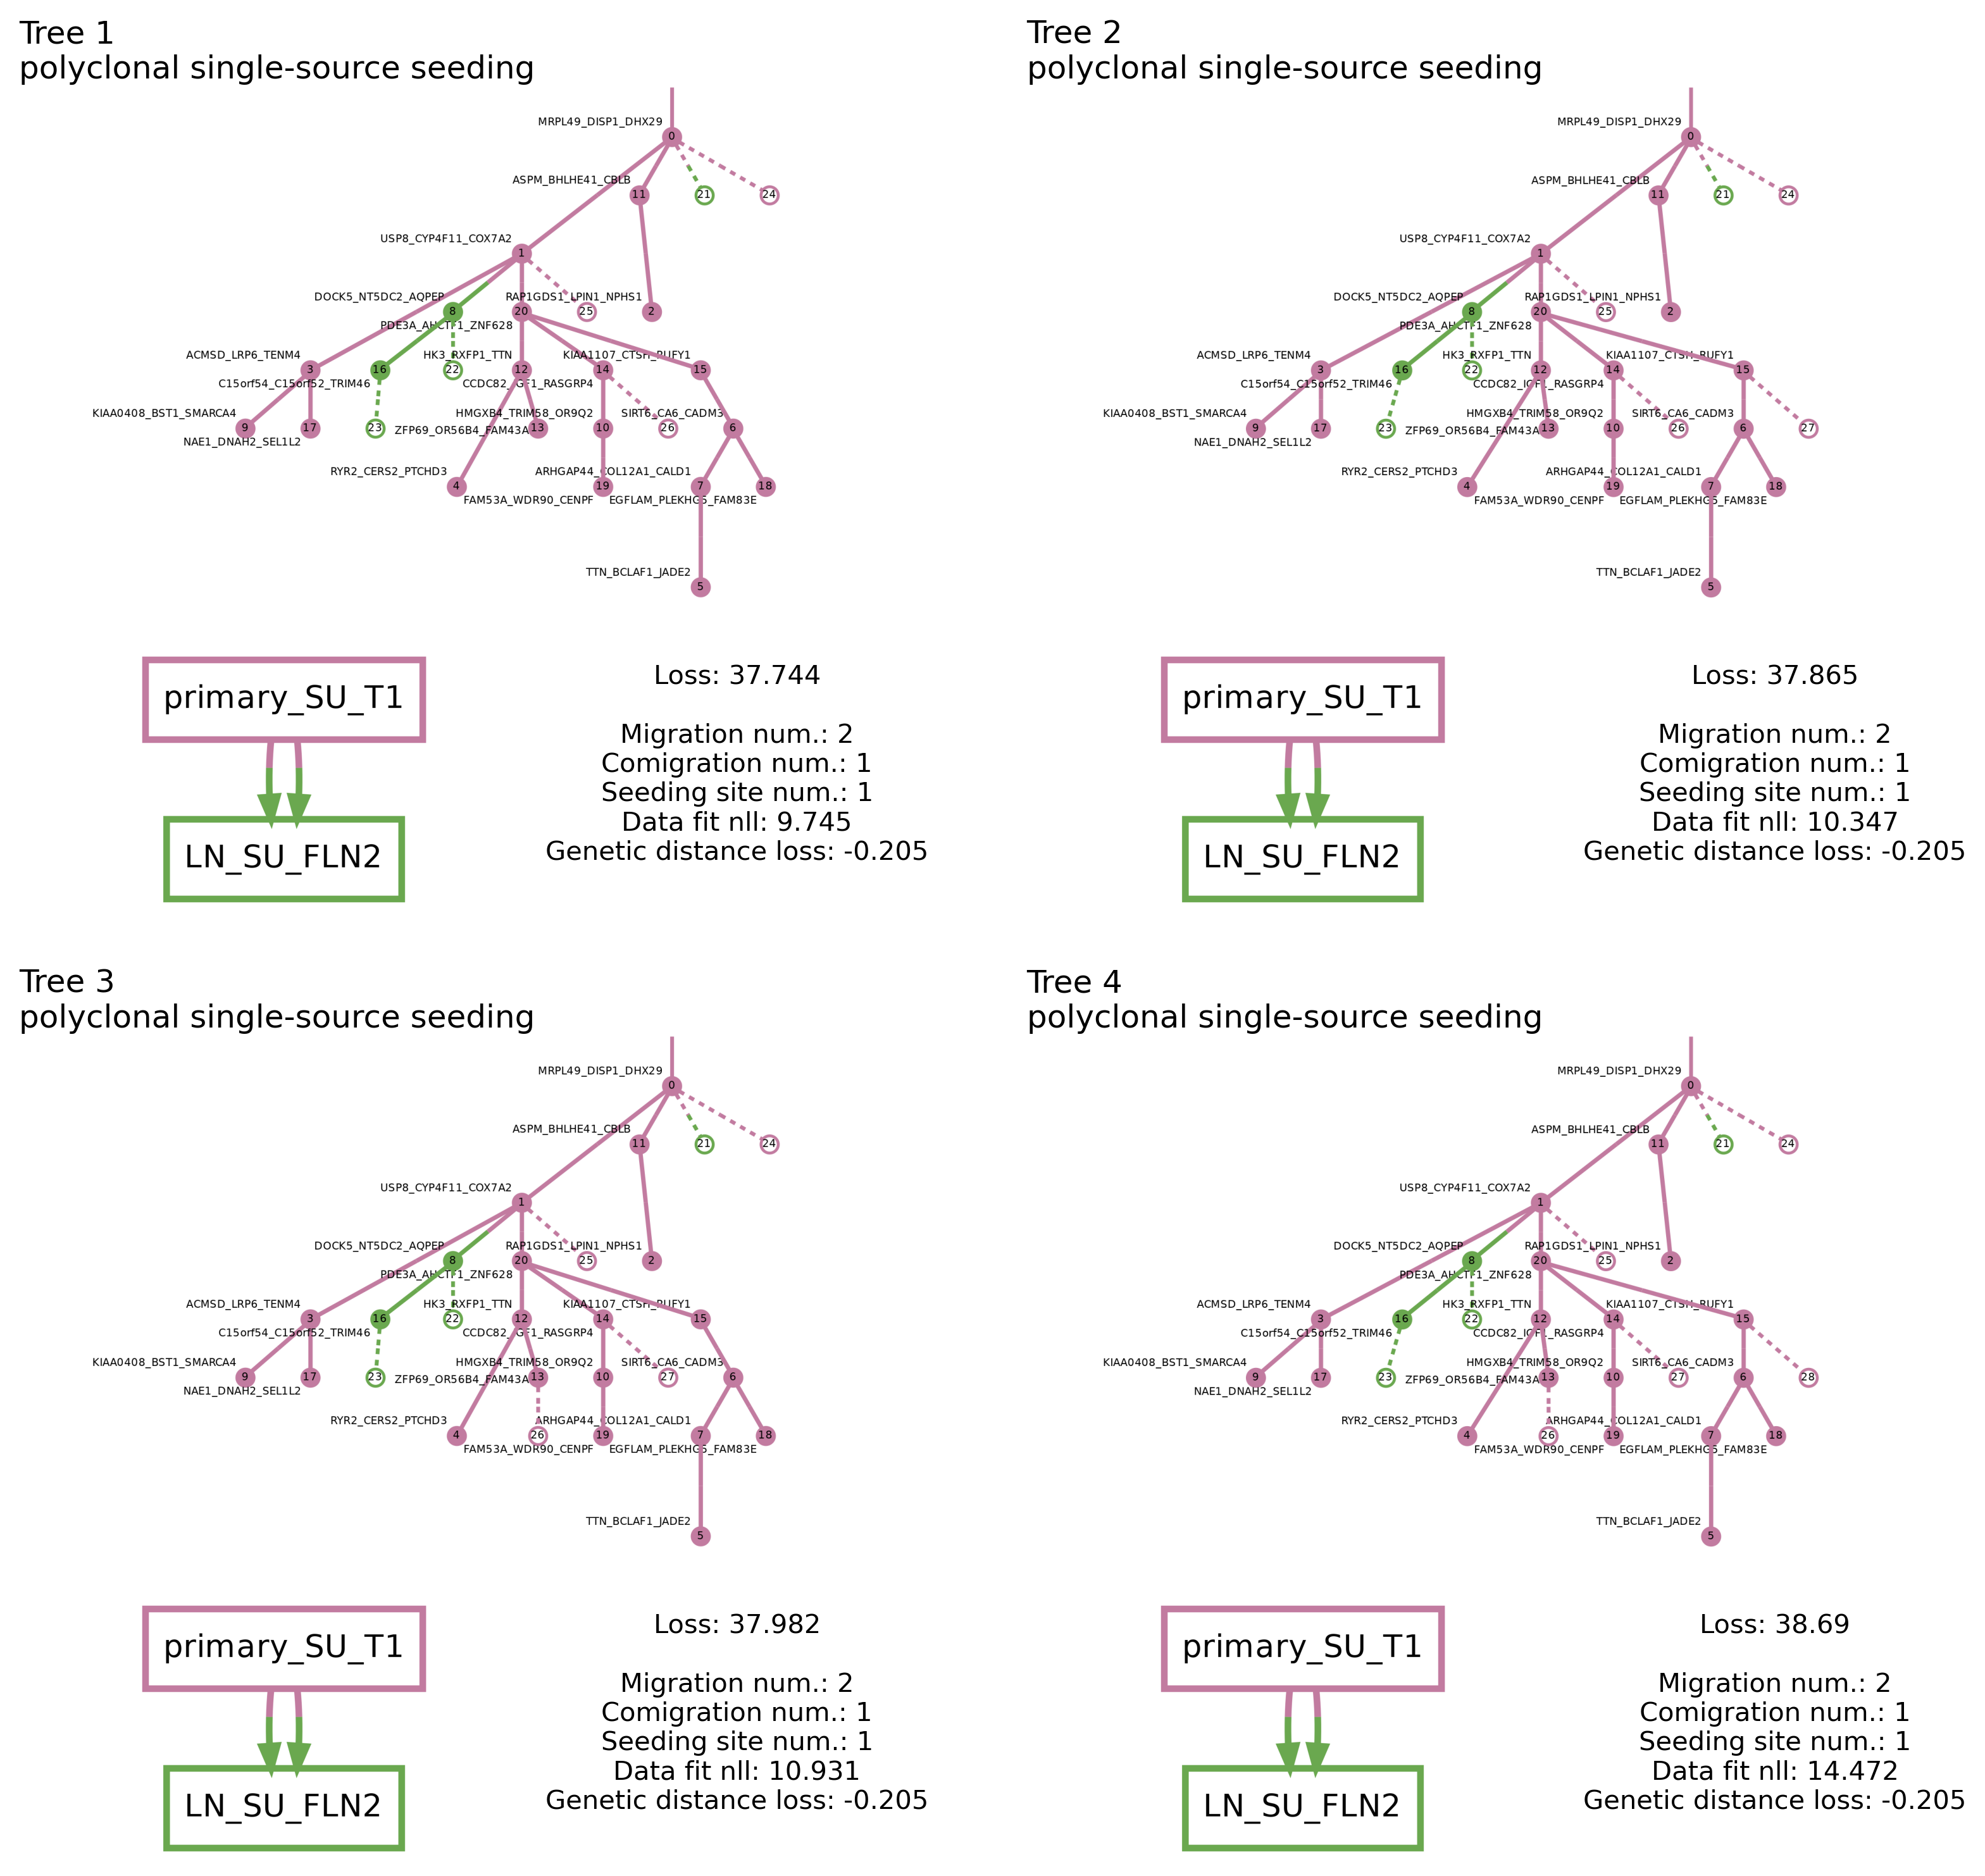 Tree 1
polyclonal single-source seeding
MRPL49_DISP1_DHX29
0
ASPM_BHLHE41_CBLB
11
21
24
USP8_CYP4F11_COX7A2
1
DOCK5_NT5DC2_AQPEP
8
RAP1GDS1_LPIN1_NPHS1
20
25
2
PDE3A_AHCTF1_ZNF628
ACMSD_LRP6_TENM4
3
16
22
HK3_RXFP1_TTN
12
KIAA1107_CTSH_RUFY1
14
15
C15orf54_C15orf52_TRIM46
CCDC82_IGF1_RASGRP4
KIAA0408_BST1_SMARCA4
9
17
23
HMGXB4_TRIM58_OR9Q2
13
10
SIRT6_CA6_CADM3
26
6
NAE1_DNAH2_SEL1L2
ZFP69_OR56B4_FAM43A
RYR2_CERS2_PTCHD3
4
ARHGAP44_COL12A1_CALD1
19
7
18
FAM53A_WDR90_CENPF
EGFLAM_PLEKHG5_FAM83E
TTN_BCLAF1_JADE2
5
primary_SU_T1
LN_SU_FLN2
Loss: 37.744
Migration num.: 2
Comigration num.: 1
Seeding site num.: 1
Data fit nll: 9.745
Genetic distance loss: -0.205
Tree 2
polyclonal single-source seeding
MRPL49_DISP1_DHX29
0
ASPM_BHLHE41_CBLB
11
21
24
USP8_CYP4F11_COX7A2
1
DOCK5_NT5DC2_AQPEP
8
RAP1GDS1_LPIN1_NPHS1
20
25
2
PDE3A_AHCTF1_ZNF628
ACMSD_LRP6_TENM4
3
16
22
HK3_RXFP1_TTN
12
KIAA1107_CTSH_RUFY1
14
15
C15orf54_C15orf52_TRIM46
CCDC82_IGF1_RASGRP4
KIAA0408_BST1_SMARCA4
9
17
23
HMGXB4_TRIM58_OR9Q2
13
10
SIRT6_CA6_CADM3
26
6
27
NAE1_DNAH2_SEL1L2
ZFP69_OR56B4_FAM43A
RYR2_CERS2_PTCHD3
4
ARHGAP44_COL12A1_CALD1
19
7
18
FAM53A_WDR90_CENPF
EGFLAM_PLEKHG5_FAM83E
TTN_BCLAF1_JADE2
5
primary_SU_T1
LN_SU_FLN2
Loss: 37.865
Migration num.: 2
Comigration num.: 1
Seeding site num.: 1
Data fit nll: 10.347
Genetic distance loss: -0.205
Tree 3
polyclonal single-source seeding
MRPL49_DISP1_DHX29
0
ASPM_BHLHE41_CBLB
11
21
24
USP8_CYP4F11_COX7A2
1
DOCK5_NT5DC2_AQPEP
8
RAP1GDS1_LPIN1_NPHS1
20
25
2
PDE3A_AHCTF1_ZNF628
ACMSD_LRP6_TENM4
3
16
22
HK3_RXFP1_TTN
12
KIAA1107_CTSH_RUFY1
14
15
C15orf54_C15orf52_TRIM46
CCDC82_IGF1_RASGRP4
KIAA0408_BST1_SMARCA4
9
17
23
HMGXB4_TRIM58_OR9Q2
13
10
SIRT6_CA6_CADM3
27
6
NAE1_DNAH2_SEL1L2
ZFP69_OR56B4_FAM43A
RYR2_CERS2_PTCHD3
4
26
ARHGAP44_COL12A1_CALD1
19
7
18
FAM53A_WDR90_CENPF
EGFLAM_PLEKHG5_FAM83E
TTN_BCLAF1_JADE2
5
primary_SU_T1
LN_SU_FLN2
Loss: 37.982
Migration num.: 2
Comigration num.: 1
Seeding site num.: 1
Data fit nll: 10.931
Genetic distance loss: -0.205
Tree 4
polyclonal single-source seeding
MRPL49_DISP1_DHX29
0
ASPM_BHLHE41_CBLB
11
21
24
USP8_CYP4F11_COX7A2
1
DOCK5_NT5DC2_AQPEP
8
RAP1GDS1_LPIN1_NPHS1
20
25
2
PDE3A_AHCTF1_ZNF628
ACMSD_LRP6_TENM4
3
16
22
HK3_RXFP1_TTN
12
KIAA1107_CTSH_RUFY1
14
15
C15orf54_C15orf52_TRIM46
CCDC82_IGF1_RASGRP4
KIAA0408_BST1_SMARCA4
9
17
23
HMGXB4_TRIM58_OR9Q2
13
10
SIRT6_CA6_CADM3
27
6
28
NAE1_DNAH2_SEL1L2
ZFP69_OR56B4_FAM43A
RYR2_CERS2_PTCHD3
4
26
ARHGAP44_COL12A1_CALD1
19
7
18
FAM53A_WDR90_CENPF
EGFLAM_PLEKHG5_FAM83E
TTN_BCLAF1_JADE2
5
primary_SU_T1
LN_SU_FLN2
Loss: 38.69
Migration num.: 2
Comigration num.: 1
Seeding site num.: 1
Data fit nll: 14.472
Genetic distance loss: -0.205